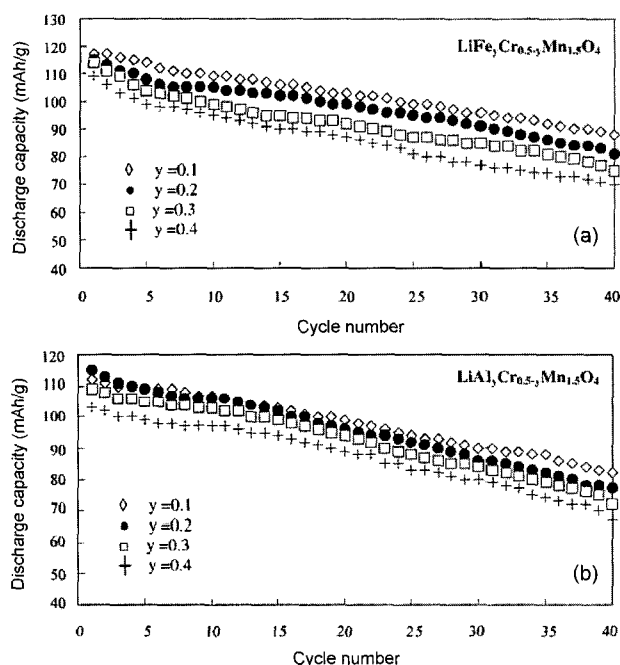 130
120
110
100
90
80
70
60
50
40
Discharge capacity (mAh/g)
LiFeyCr0.5-yMn1.5O4
y =0.1
y =0.2
y =0.3
y =0.4
(a)
0 5 10 15 20 25 30 35 40
Cycle number
120
110
100
90
80
70
60
50
40
Discharge capacity (mAh/g)
LiAlyCr0.5-yMn1.5O4
y =0.1
y =0.2
y =0.3
y =0.4
(b)
0 5 10 15 20 25 30 35 40
Cycle number